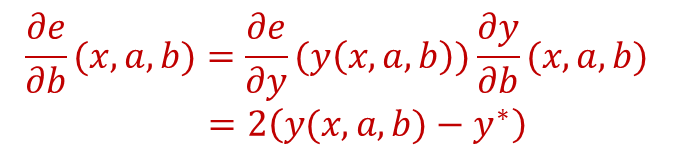 ∂e/∂b (x, a, b) = ∂e/∂y (y(x, a, b)) ∂y/∂b (x, a, b)
= 2(y(x, a, b) − y*)